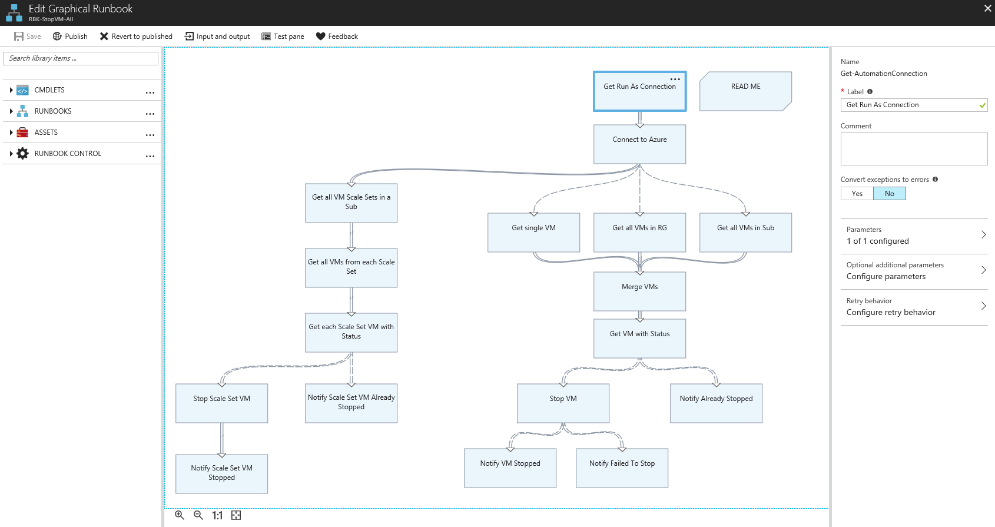 Edit Graphical Runbook
RBK-StopVM-All
Save
Publish
Revert to published
Input and output
Test pane
Feedback
Search library items ...
CMDLETS
...
RUNBOOKS
...
ASSETS
...
RUNBOOK CONTROL
...
Get Run As Connection
READ ME
Connect to Azure
Get all VM Scale Sets in a
Sub
Get single VM
Get all VMs in RG
Get all VMs in Sub
Get all VMs from each Scale
Set
Merge VMs
Get each Scale Set VM with
Status
Get VM with Status
Stop Scale Set VM
Notify Scale Set VM Already
Stopped
Stop VM
Notify Already Stopped
Notify Scale Set VM
Stopped
Notify VM Stopped
Notify Failed To Stop
1:1
Name
Get-AutomationConnection
* Label
Get Run As Connection
Comment
Convert exceptions to errors
Yes
No
Parameters
1 of 1 configured
Optional additional parameters
Configure parameters
Retry behavior
Configure retry behavior